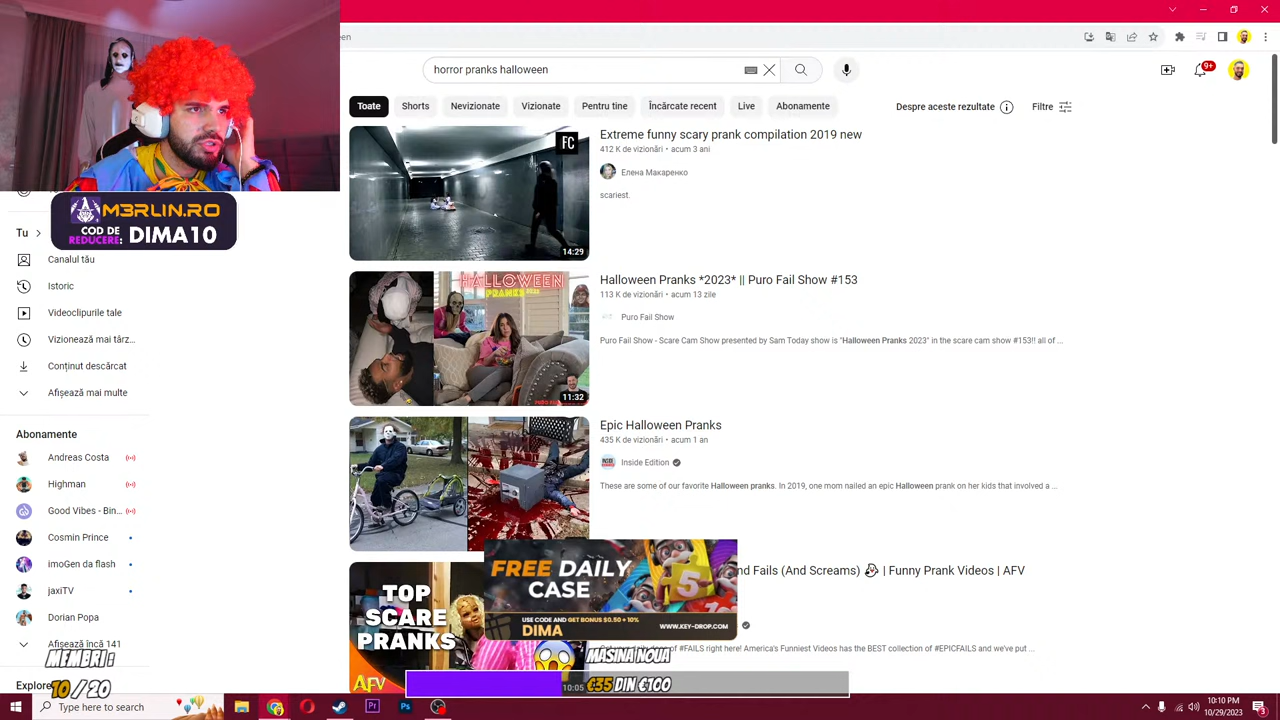 een
horror pranks halloween
9+
Toate
Shorts
Nevizionate
Vizionate
Pentru tine
Încărcate recent
Live
Abonamente
Despre aceste rezultate
Filtre
M3RLIN.RO
COD DE
REDUCERE: DIMA10
Tu
Canalul tău
Istoric
Videoclipurile tale
Vizionează mai târz...
Conținut descărcat
Afișează mai multe
Abonamente
Andreas Costa
Highman
Good Vibes - Bin...
Cosmin Prince
imoGen da flash
jaxiTV
Dorian Popa
Afișează încă 141
MEMBRI :
10 / 20
Explore
FC
14:29
Extreme funny scary prank compilation 2019 new
412 K de vizionări • acum 3 ani
Елена Макаренко
scariest.
HALLOWEEN
PRANKS 2023
11:32
Halloween Pranks *2023* || Puro Fail Show #153
113 K de vizionări • acum 13 zile
Puro Fail Show
Puro Fail Show - Scare Cam Show presented by Sam Today show is "Halloween Pranks 2023" in the scare cam show #153!! all of ...
Epic Halloween Pranks
435 K de vizionări • acum 1 an
Inside Edition
These are some of our favorite Halloween pranks. In 2019, one mom nailed an epic Halloween prank on her kids that involved a ...
TOP
SCARE
PRANKS
AFV
10:05
nd Fails (And Screams) 👻 | Funny Prank Videos | AFV
of #FAILS right here! America's Funniest Videos has the BEST collection of #EPICFAILS and we've put ...
FREE DAILY
CASE
5
USE CODE AND GET BONUS $0.50 + 10%
DIMA
WWW.KEY-DROP.COM
MASINA NOUA
€35 DIN €100
Type here to search
Pr
Ps
10:10 PM
10/29/2023
3